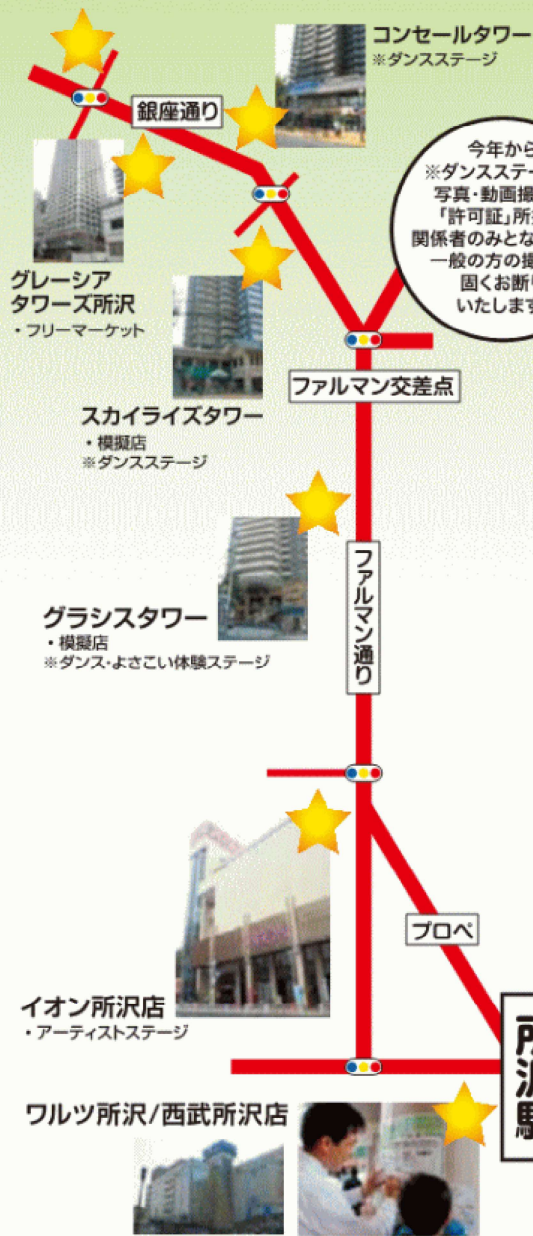 コンセールタワー
※ダンスステージ
銀座通り
今年から
※ダンスステー
写真・動画撮
「許可証」所
関係者のみとな
一般の方の撮
固くお断り
いたします
グレーシア
タワーズ所沢
・フリーマーケット
ファルマン交差点
スカイライズタワー
・模擬店
※ダンスステージ
ファルマン通り
グラシスタワー
・模擬店
※ダンス・よさこい体験ステージ
プロペ
イオン所沢店
・アーティストステージ
所沢駅
ワルツ所沢/西武所沢店